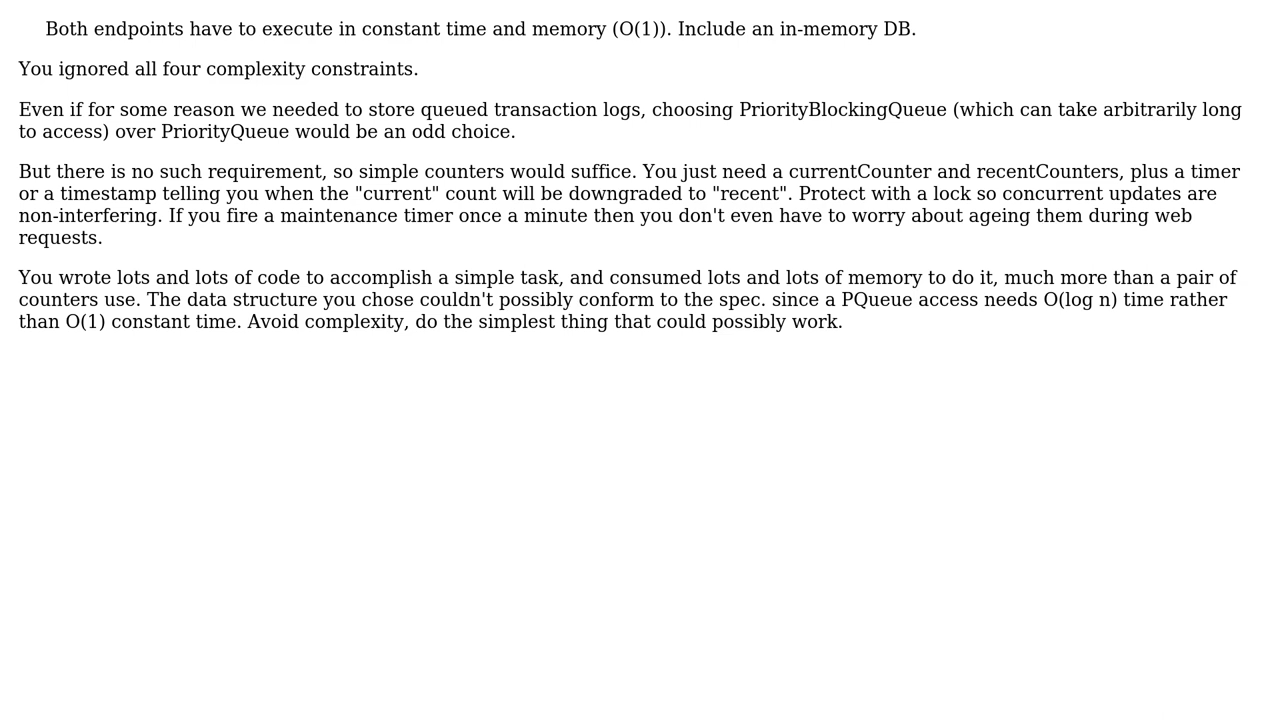 Both endpoints have to execute in constant time and memory (O(1)). Include an in-memory DB.
You ignored all four complexity constraints.
Even if for some reason we needed to store queued transaction logs, choosing PriorityBlockingQueue (which can take arbitrarily long
to access) over PriorityQueue would be an odd choice.
But there is no such requirement, so simple counters would suffice. You just need a currentCounter and recentCounters, plus a timer
or a timestamp telling you when the "current" count will be downgraded to "recent". Protect with a lock so concurrent updates are
non-interfering. If you fire a maintenance timer once a minute then you don't even have to worry about ageing them during web
requests.
You wrote lots and lots of code to accomplish a simple task, and consumed lots and lots of memory to do it, much more than a pair of
counters use. The data structure you chose couldn't possibly conform to the spec. since a PQueue access needs O(log n) time rather
than O(1) constant time. Avoid complexity, do the simplest thing that could possibly work.